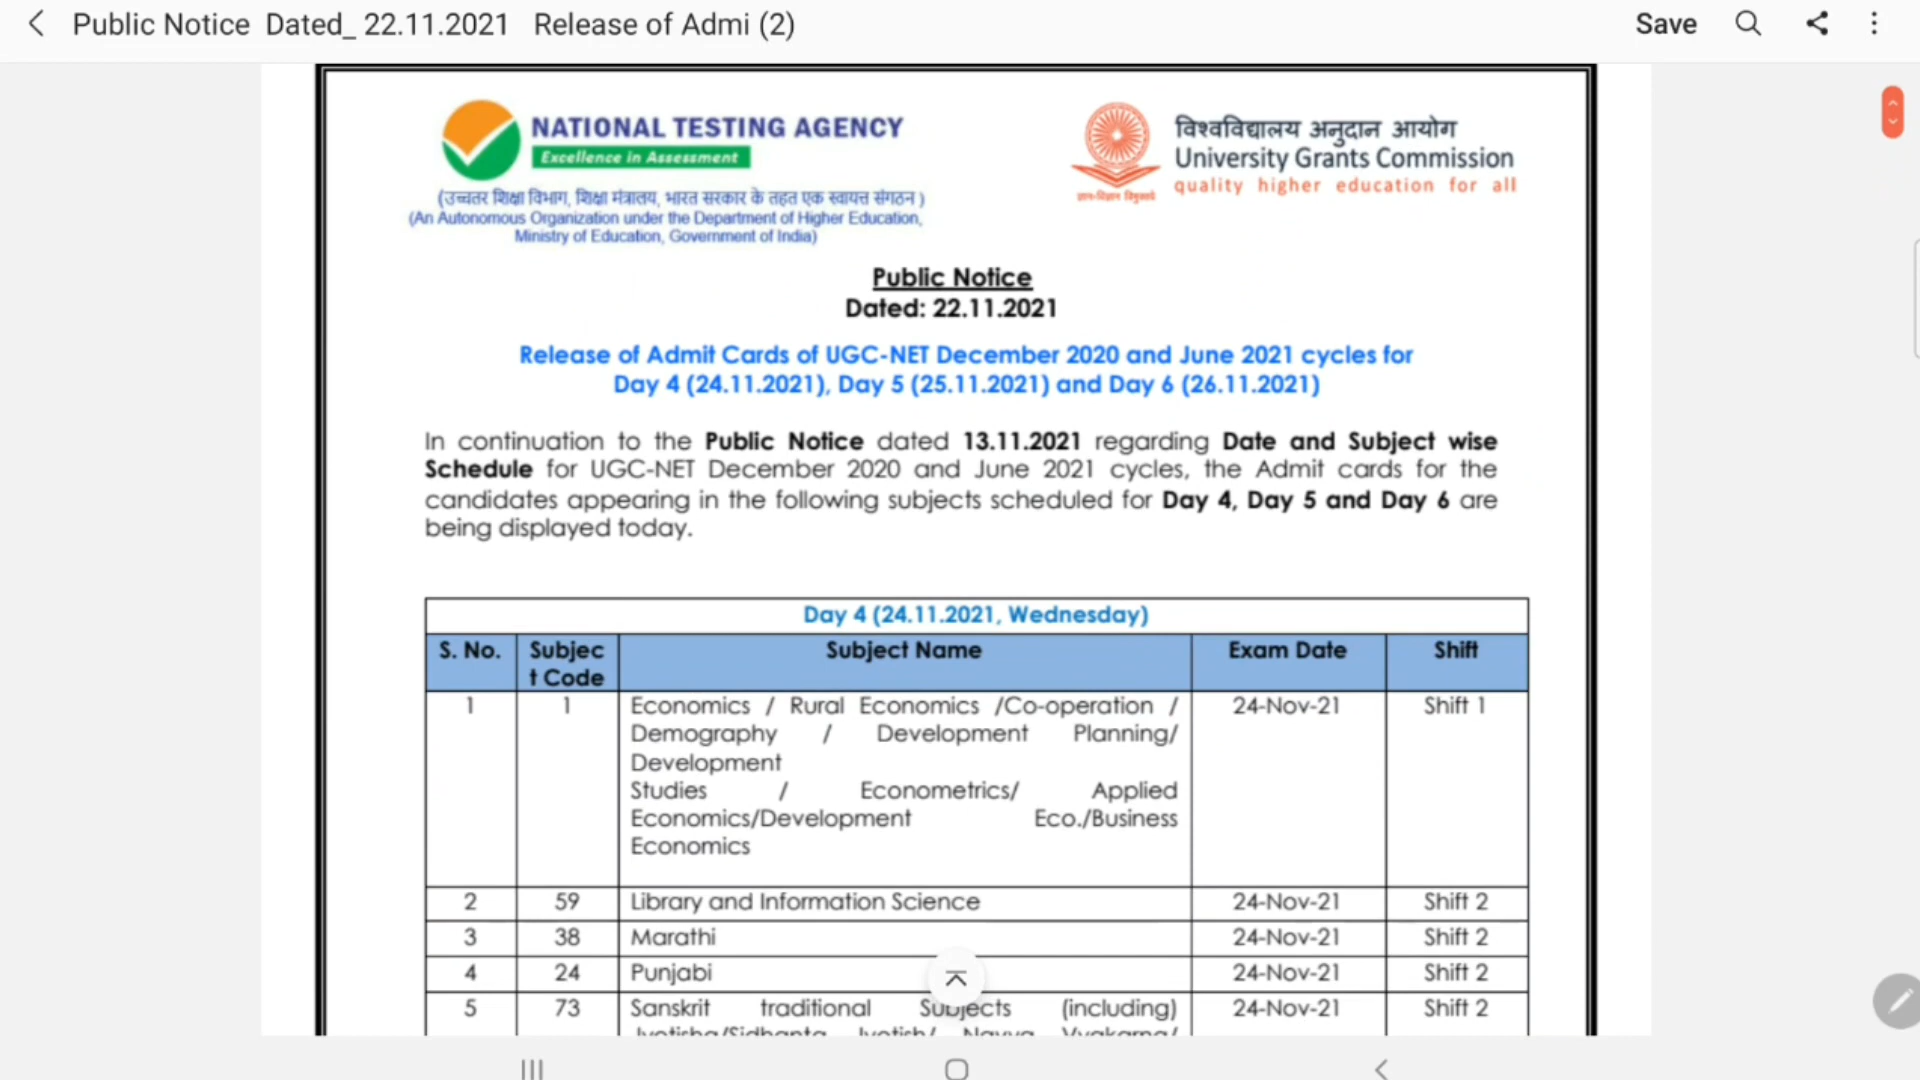 Public Notice Dated_ 22.11.2021 Release of Admi (2)
Save
NATIONAL TESTING AGENCY
Excellence in Assessment
(उच्चतर शिक्षा विभाग, शिक्षा मंत्रालय, भारत सरकार के तहत एक स्वायत्त संगठन )
(An Autonomous Organization under the Department of Higher Education,
Ministry of Education, Government of India)
विश्वविद्यालय अनुदान आयोग
University Grants Commission
quality higher education for all
ज्ञान-विज्ञान विमुक्तये
Public Notice
Dated: 22.11.2021
Release of Admit Cards of UGC-NET December 2020 and June 2021 cycles for
Day 4 (24.11.2021), Day 5 (25.11.2021) and Day 6 (26.11.2021)
In continuation to the Public Notice dated 13.11.2021 regarding Date and Subject wise
Schedule for UGC-NET December 2020 and June 2021 cycles, the Admit cards for the
candidates appearing in the following subjects scheduled for Day 4, Day 5 and Day 6 are
being displayed today.
Day 4 (24.11.2021, Wednesday)
S. No. Subjec Subject Name Exam Date Shift
t Code
1 1 Economics / Rural Economics /Co-operation / 24-Nov-21 Shift 1
Demography / Development Planning/
Development
Studies / Econometrics/ Applied
Economics/Development Eco./Business
Economics
2 59 Library and Information Science 24-Nov-21 Shift 2
3 38 Marathi 24-Nov-21 Shift 2
4 24 Punjabi 24-Nov-21 Shift 2
5 73 Sanskrit traditional Subjects (including) 24-Nov-21 Shift 2
Jyotisha/Sidhanta Jyotish/ Navya Vyakarna/